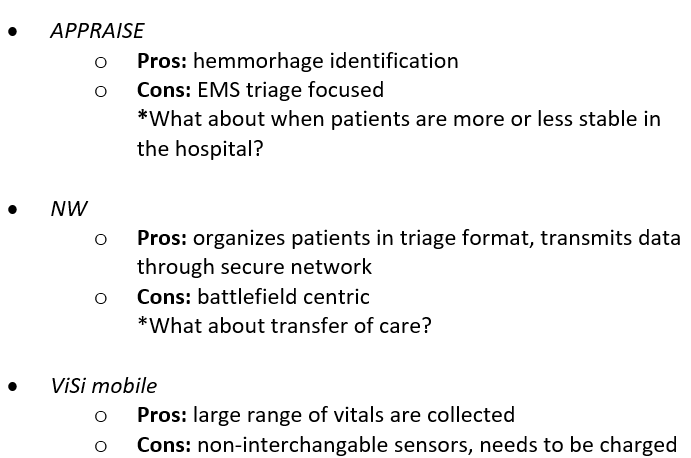 • APPRAISE
o Pros: hemmorhage identification
o Cons: EMS triage focused
*What about when patients are more or less stable in
the hospital?
• NW
o Pros: organizes patients in triage format, transmits data
through secure network
o Cons: battlefield centric
*What about transfer of care?
• ViSi mobile
o Pros: large range of vitals are collected
o Cons: non-interchangable sensors, needs to be charged